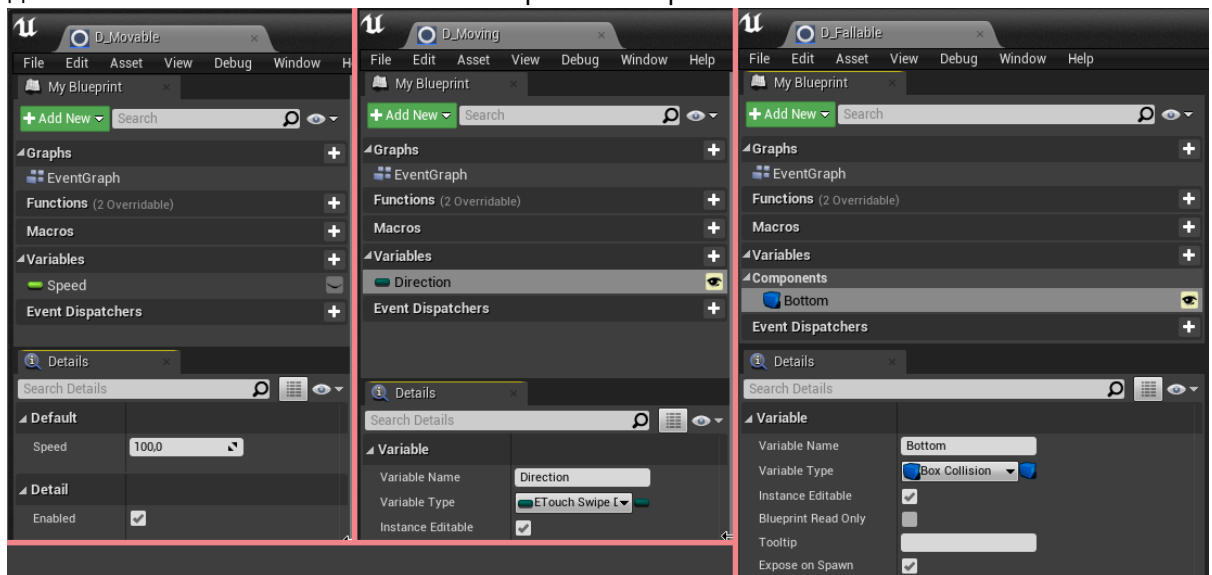 D_Movable
File Edit Asset View Debug Window H
My Blueprint
Add New Search
Graphs
EventGraph
Functions (2 Overridable)
Macros
Variables
Speed
Event Dispatchers
Details
Search Details
Default
Speed 100,0
Detail
Enabled
D_Moving
File Edit Asset View Debug Window Help
My Blueprint
Add New Search
Graphs
EventGraph
Functions (2 Overridable)
Macros
Variables
Direction
Event Dispatchers
Details
Search Details
Variable
Variable Name Direction
Variable Type ETouch Swipe
Instance Editable
D_Fallable
File Edit Asset View Debug Window Help
My Blueprint
Add New Search
Graphs
EventGraph
Functions (2 Overridable)
Macros
Variables
Components
Bottom
Event Dispatchers
Details
Search Details
Variable
Variable Name Bottom
Variable Type Box Collision
Instance Editable
Blueprint Read Only
Tooltip
Expose on Spawn